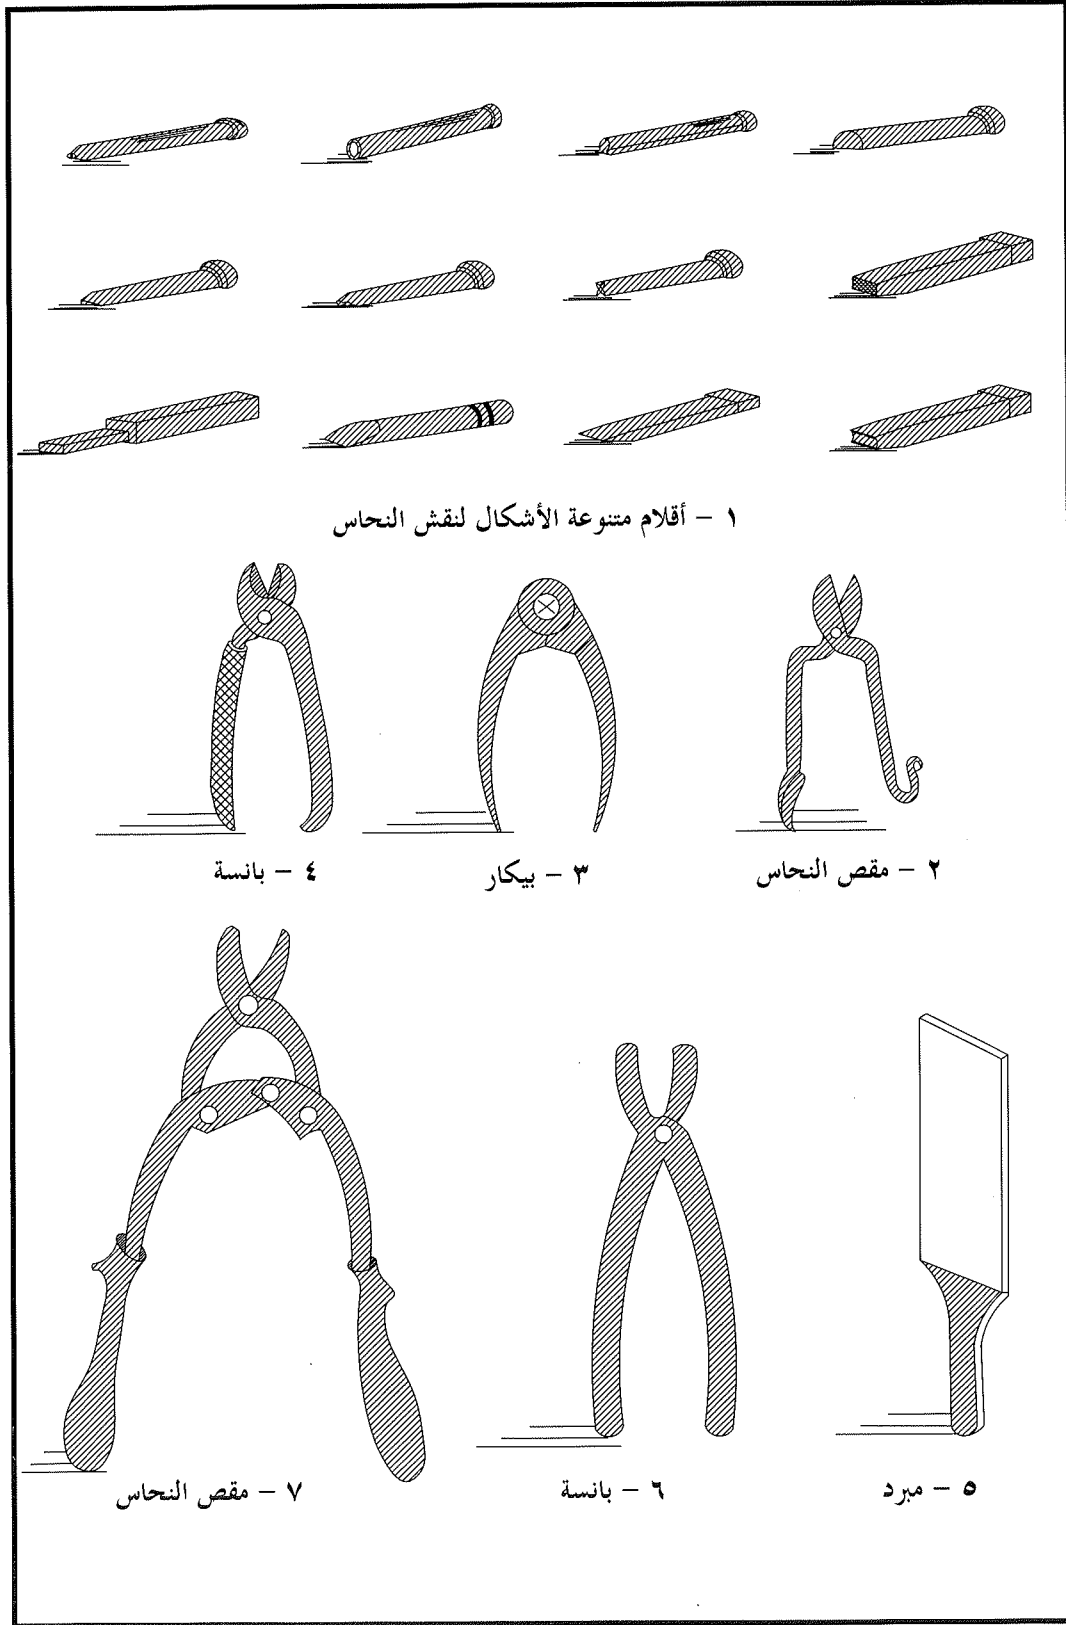 ١ – أقلام متنوعة الأشكال لنقش النحاس
٢ – مقص النحاس
٣ – بيكار
٤ – بانسة
٥ – مبرد
٦ – بانسة
٧ – مقص النحاس